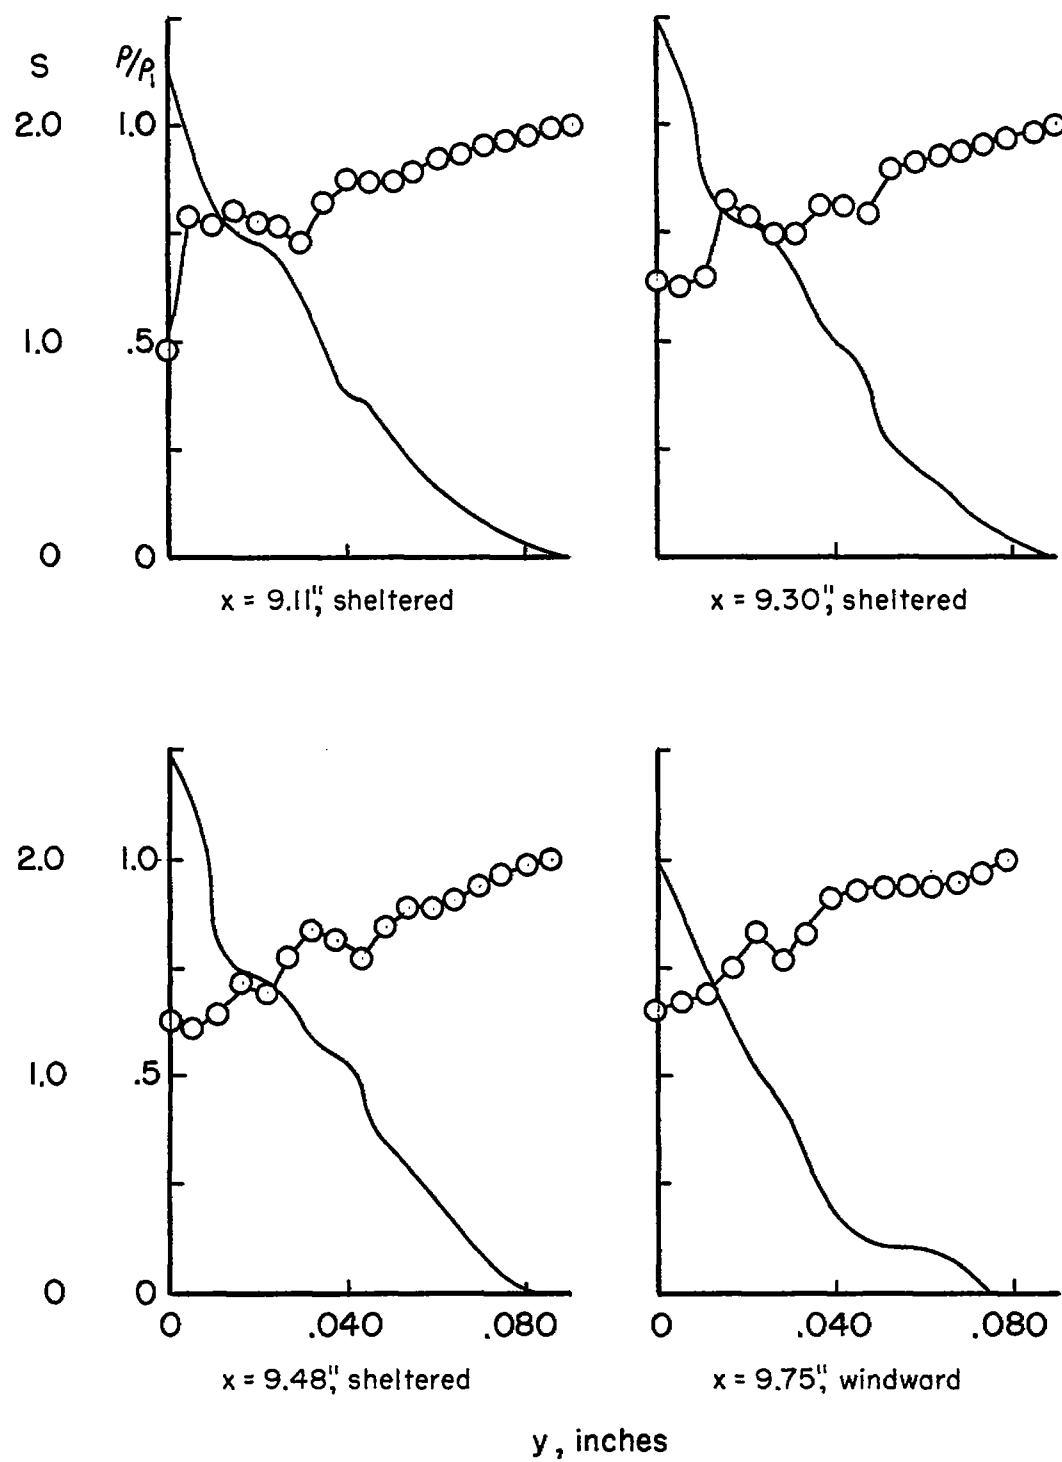 S ρ/ρ₁
2.0 1.0
1.0 .5
0 0
x = 9.11", sheltered x = 9.30", sheltered
2.0 1.0
1.0 .5
0 0
0 .040 .080 0 .040 .080
x = 9.48", sheltered x = 9.75", windward
y, inches